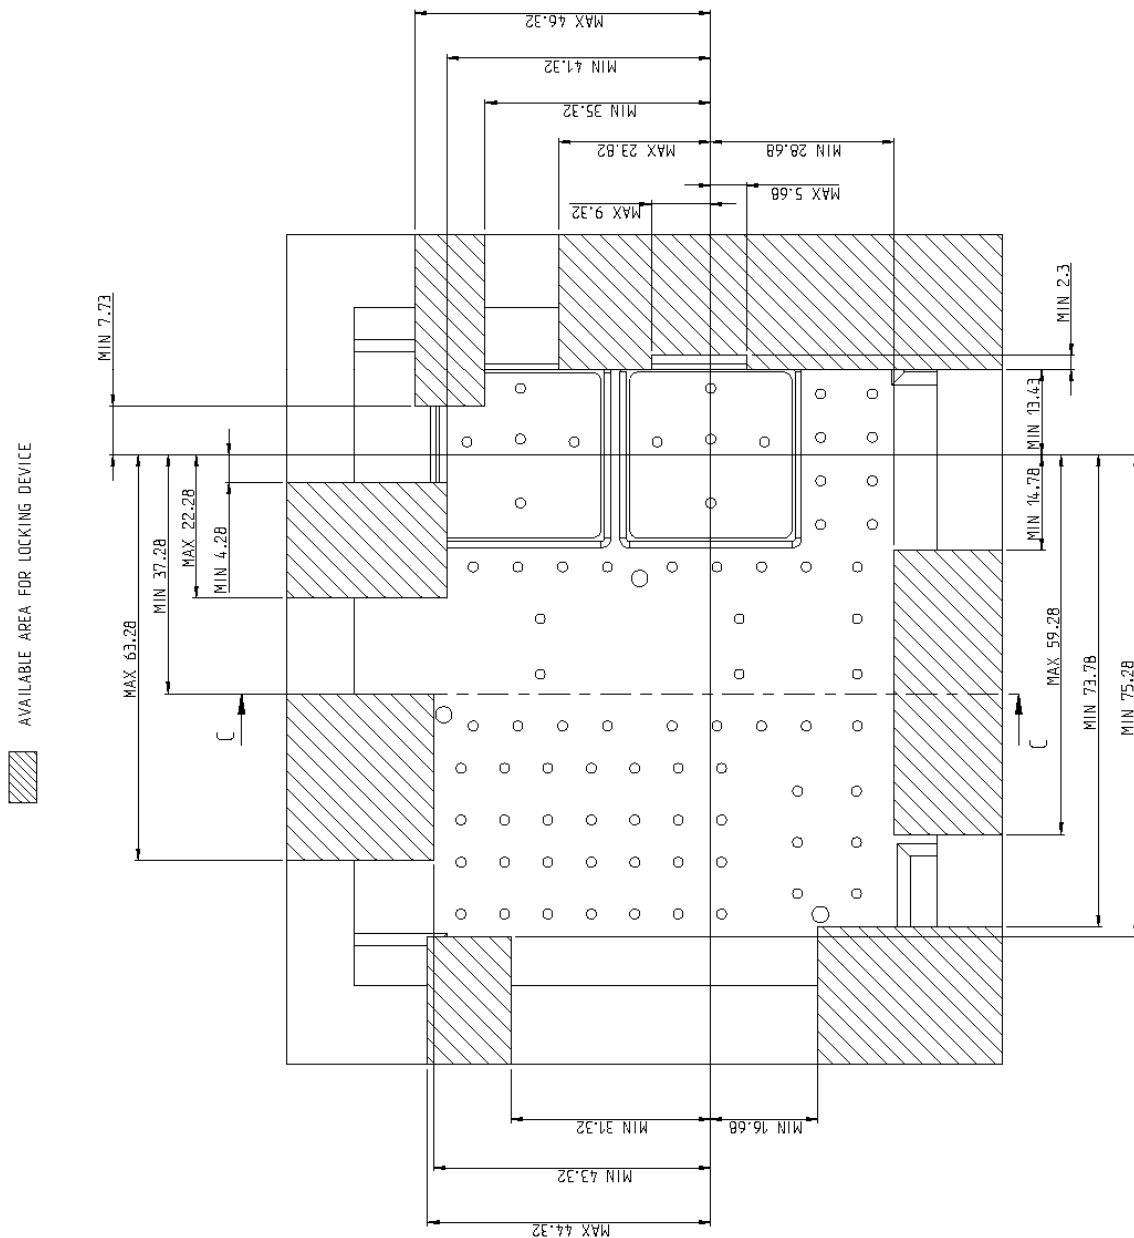 MAX 46.32
MIN 41.32
MIN 35.32
MAX 23.82
MIN 28.68
MAX 5.68
MAX 9.32
MIN 2.3
MIN 7.73
MIN 13.43
MIN 14.78
AVAILABLE AREA FOR LOCKING DEVICE
MAX 22.28
MIN 4.28
MIN 37.28
MAX 63.28
MAX 59.28
MIN 73.78
MIN 75.28
C
C
MIN 31.32
MIN 16.68
MIN 43.32
MAX 44.32